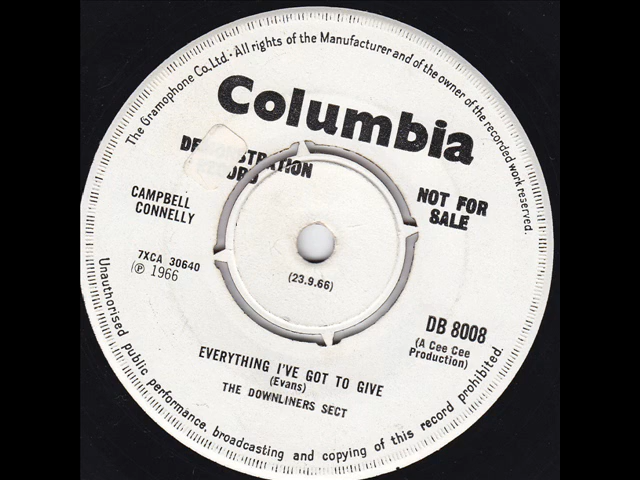 The Gramophone Co. Ltd. · All rights of the Manufacturer and of the owner of the recorded work reserved.
Columbia
NOT FOR
SALE
CAMPBELL
CONNELLY
7XCA 30640
℗ 1966
(23.9.66)
DB 8008
(A Cee Cee
Production)
EVERYTHING I'VE GOT TO GIVE
(Evans)
THE DOWNLINERS SECT
Unauthorised public performance, broadcasting and copying of this record prohibited.